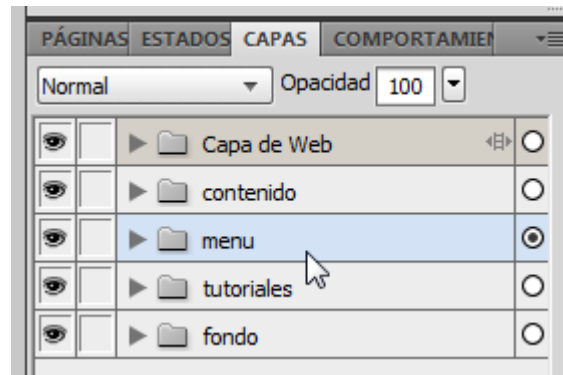 PÁGINAS ESTADOS CAPAS COMPORTAMIEN
Normal Opacidad 100
Capa de Web
contenido
menu
tutoriales
fondo